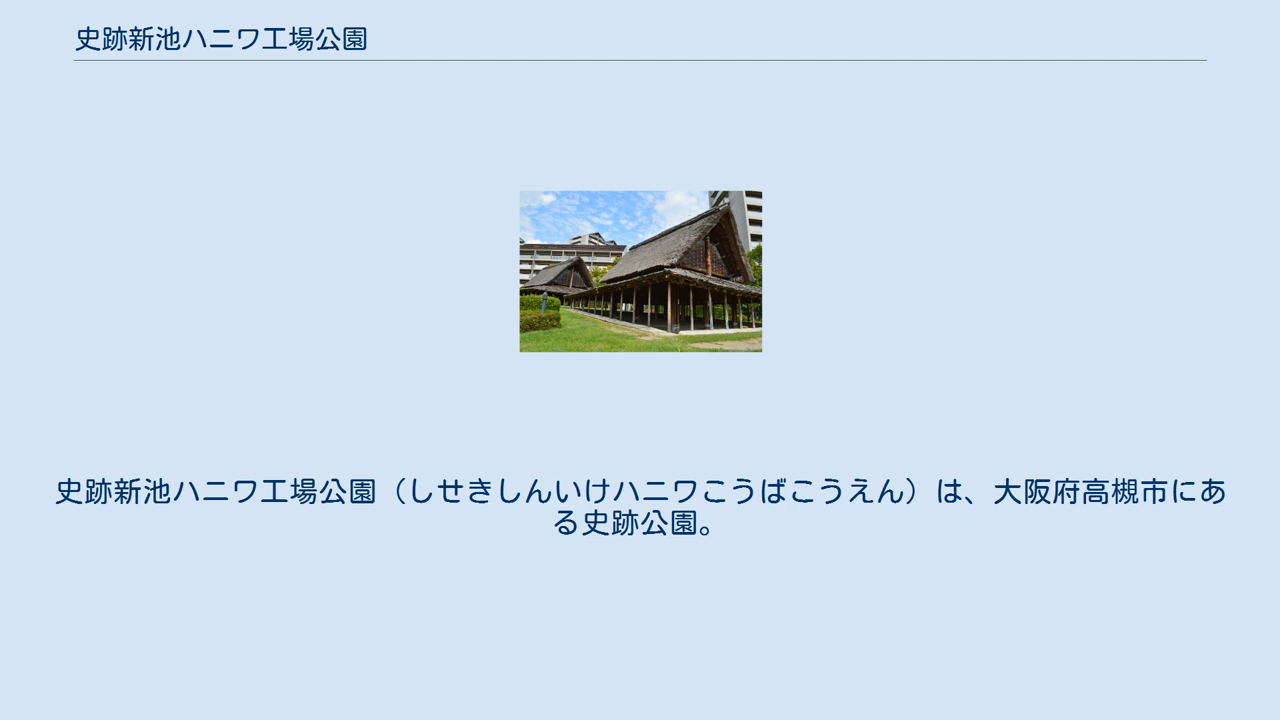 史跡新池ハニワ工場公園
史跡新池ハニワ工場公園（しせきしんいけハニワこうばこうえん）は、大阪府高槻市にあ
る史跡公園。